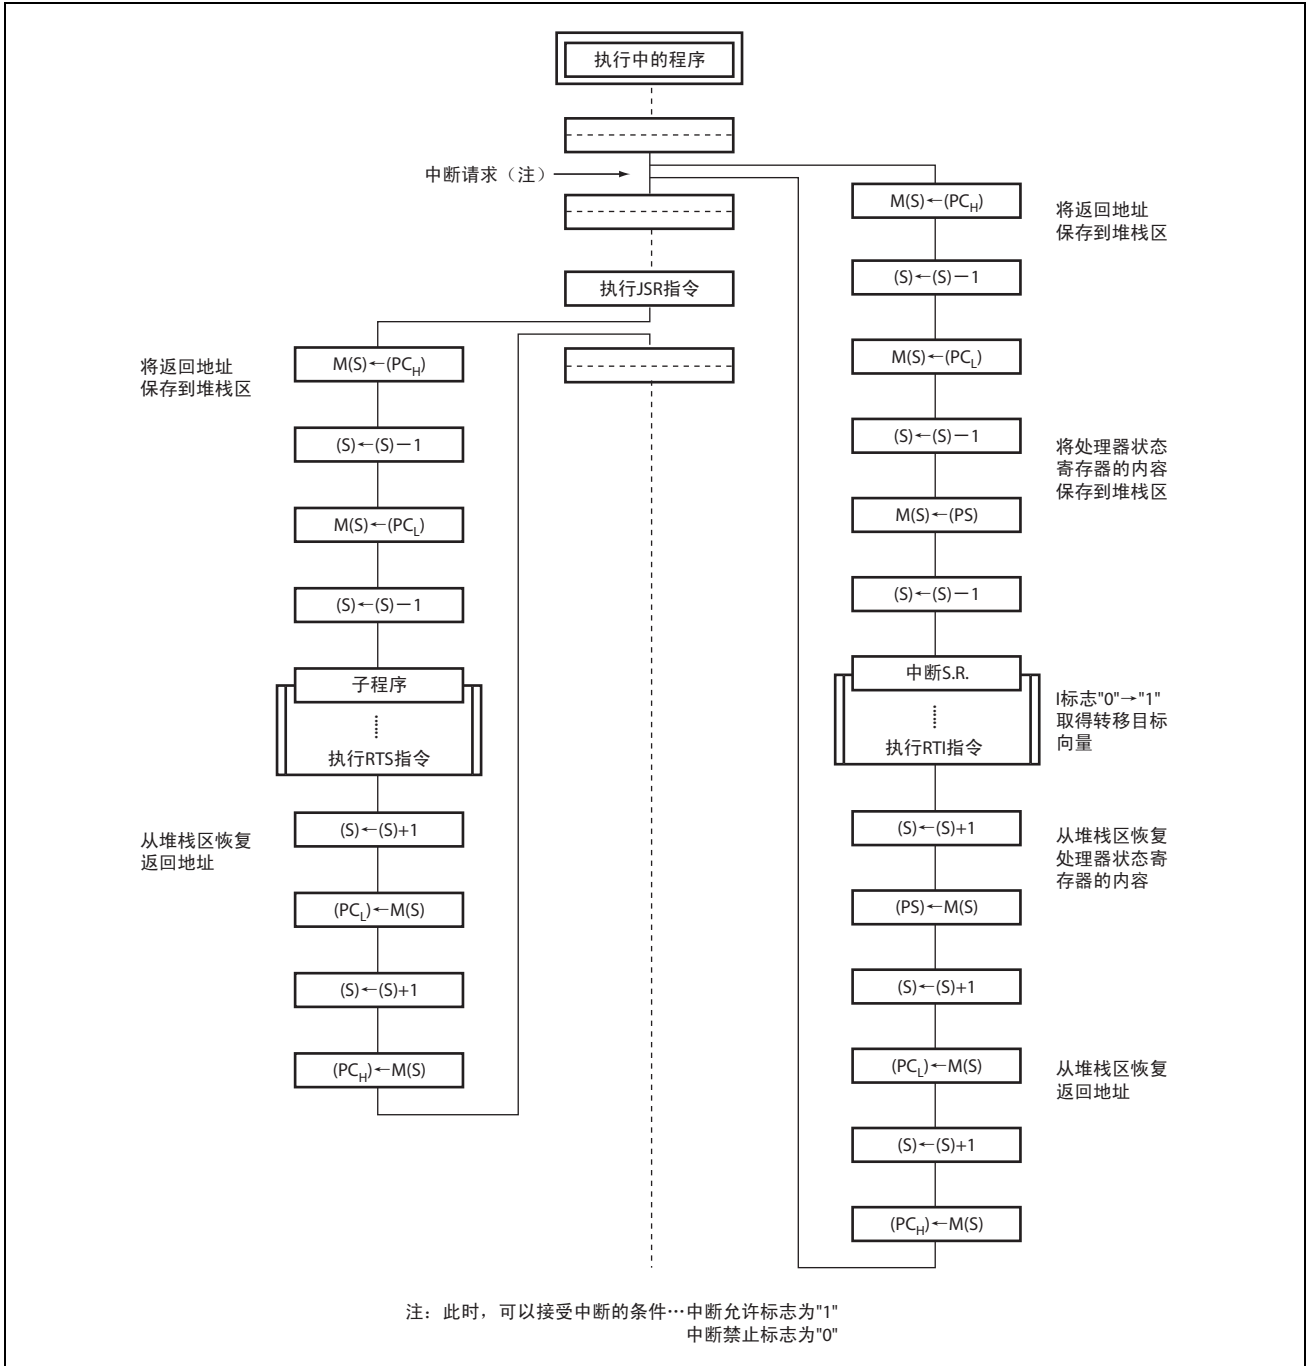 执行中的程序
中断请求（注）
执行JSR指令
将返回地址
保存到堆栈区
M(S)←(PCH)
(S)←(S)－1
M(S)←(PCL)
(S)←(S)－1
子程序
执行RTS指令
从堆栈区恢复
返回地址
(S)←(S)+1
(PCL)←M(S)
(S)←(S)+1
(PCH)←M(S)
M(S)←(PCH)
将返回地址
保存到堆栈区
(S)←(S)－1
M(S)←(PCL)
(S)←(S)－1
将处理器状态
寄存器的内容
保存到堆栈区
M(S)←(PS)
(S)←(S)－1
中断S.R.
执行RTI指令
I标志"0"→"1"
取得转移目标
向量
(S)←(S)+1
从堆栈区恢复
处理器状态寄
存器的内容
(PS)←M(S)
(S)←(S)+1
(PCL)←M(S)
从堆栈区恢复
返回地址
(S)←(S)+1
(PCH)←M(S)
注：此时，可以接受中断的条件…中断允许标志为"1"
中断禁止标志为"0"